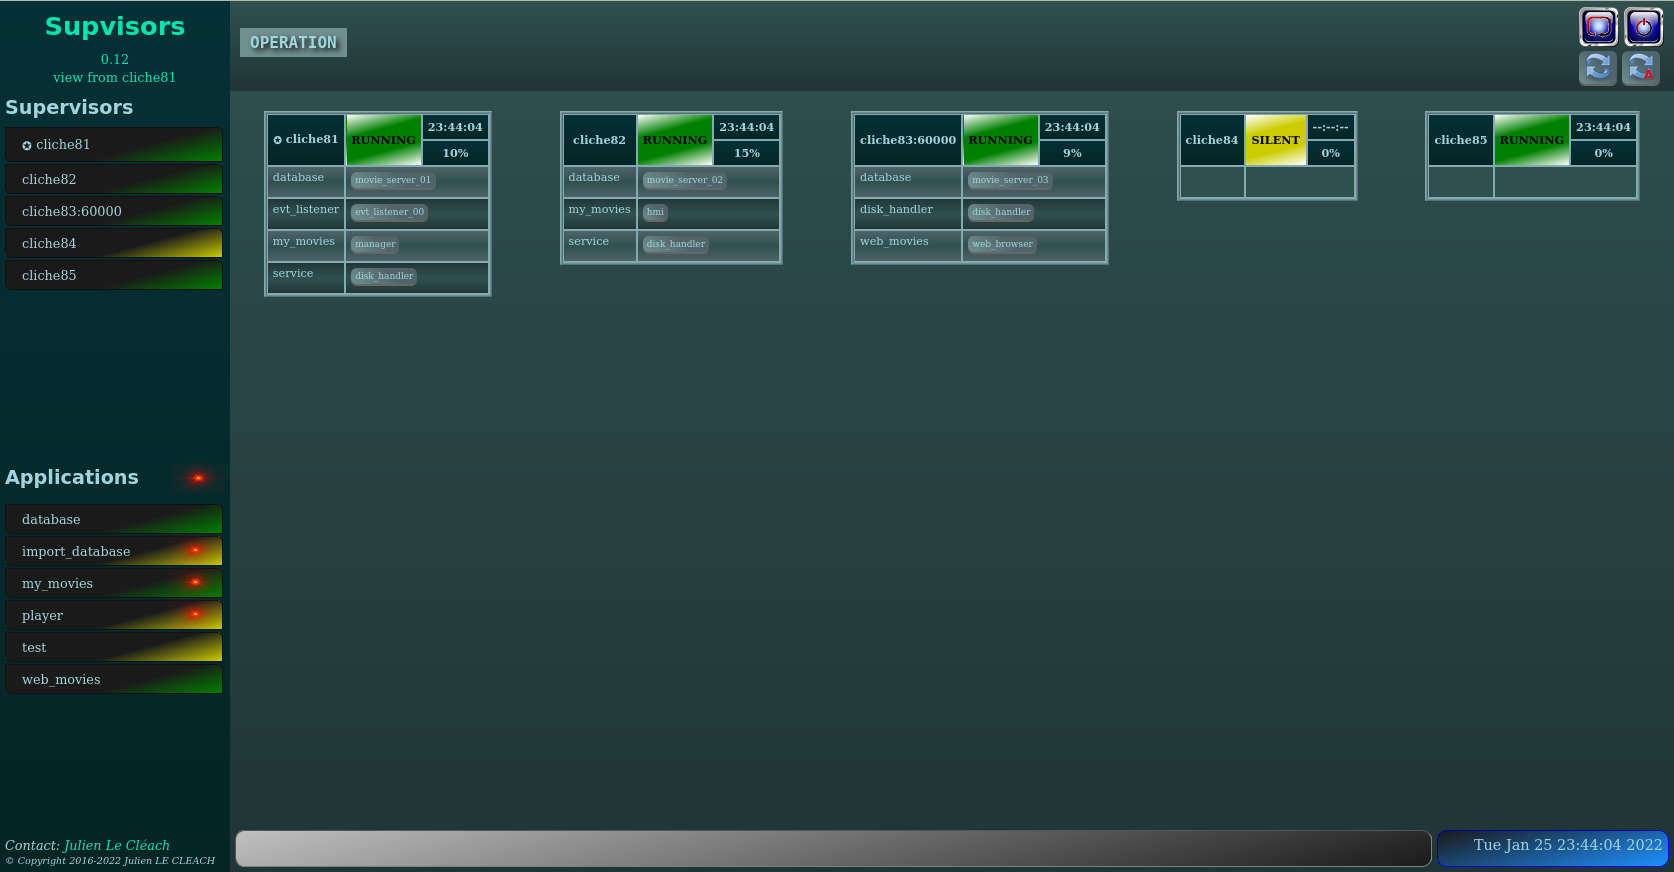 Supvisors
0.12
view from cliche81
Supervisors
✪ cliche81
cliche82
cliche83:60000
cliche84
cliche85
Applications
database
import_database
my_movies
player
test
web_movies
Contact: Julien Le Cléach
© Copyright 2016-2022 Julien LE CLEACH
OPERATION
✪ cliche81 RUNNING 23:44:04
10%
database movie_server_01
evt_listener evt_listener_00
my_movies manager
service disk_handler
cliche82 RUNNING 23:44:04
15%
database movie_server_02
my_movies hmi
service disk_handler
cliche83:60000 RUNNING 23:44:04
9%
database movie_server_03
disk_handler disk_handler
web_movies web_browser
cliche84 SILENT --:--:--
0%
cliche85 RUNNING 23:44:04
0%
A
Tue Jan 25 23:44:04 2022